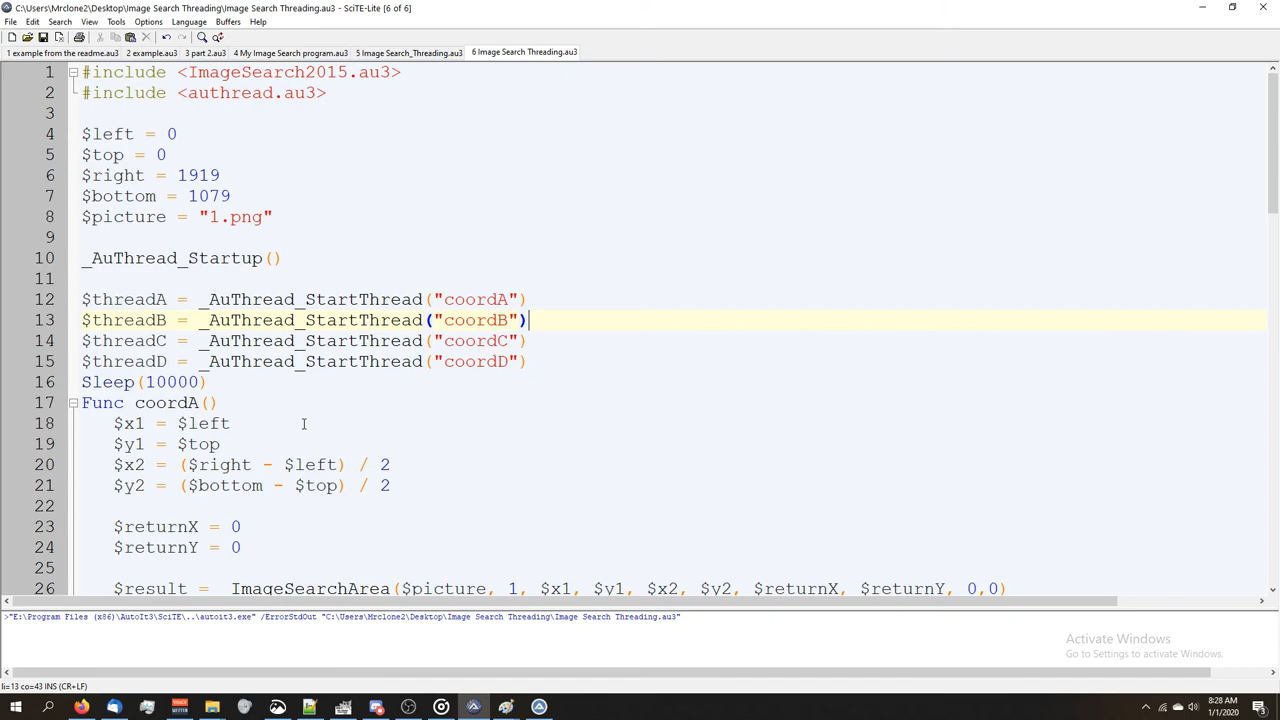 C:\Users\Mrclone2\Desktop\Image Search Threading\Image Search Threading.au3 - SciTE-Lite [6 of 6]
File Edit Search View Tools Options Language Buffers Help
1 example from the readme.au3 2 example.au3 3 part 2.au3 4 My Image Search program.au3 5 Image Search_Threading.au3 6 Image Search Threading.au3
1 #include <ImageSearch2015.au3>
2 #include <authread.au3>
3
4 $left = 0
5 $top = 0
6 $right = 1919
7 $bottom = 1079
8 $picture = "1.png"
9
10 _AuThread_Startup()
11
12 $threadA = _AuThread_StartThread("coordA")
13 $threadB = _AuThread_StartThread("coordB")
14 $threadC = _AuThread_StartThread("coordC")
15 $threadD = _AuThread_StartThread("coordD")
16 Sleep(10000)
17 Func coordA()
18 $x1 = $left
19 $y1 = $top
20 $x2 = ($right - $left) / 2
21 $y2 = ($bottom - $top) / 2
22
23 $returnX = 0
24 $returnY = 0
25
26 $result = _ImageSearchArea($picture, 1, $x1, $y1, $x2, $y2, $returnX, $returnY, 0,0)
>"E:\Program Files (x86)\AutoIt3\SciTE\..\autoit3.exe" /ErrorStdOut "C:\Users\Mrclone2\Desktop\Image Search Threading\Image Search Threading.au3"
Activate Windows
Go to Settings to activate Windows.
li=13 co=43 INS (CR+LF)
8:28 AM
1/1/2020